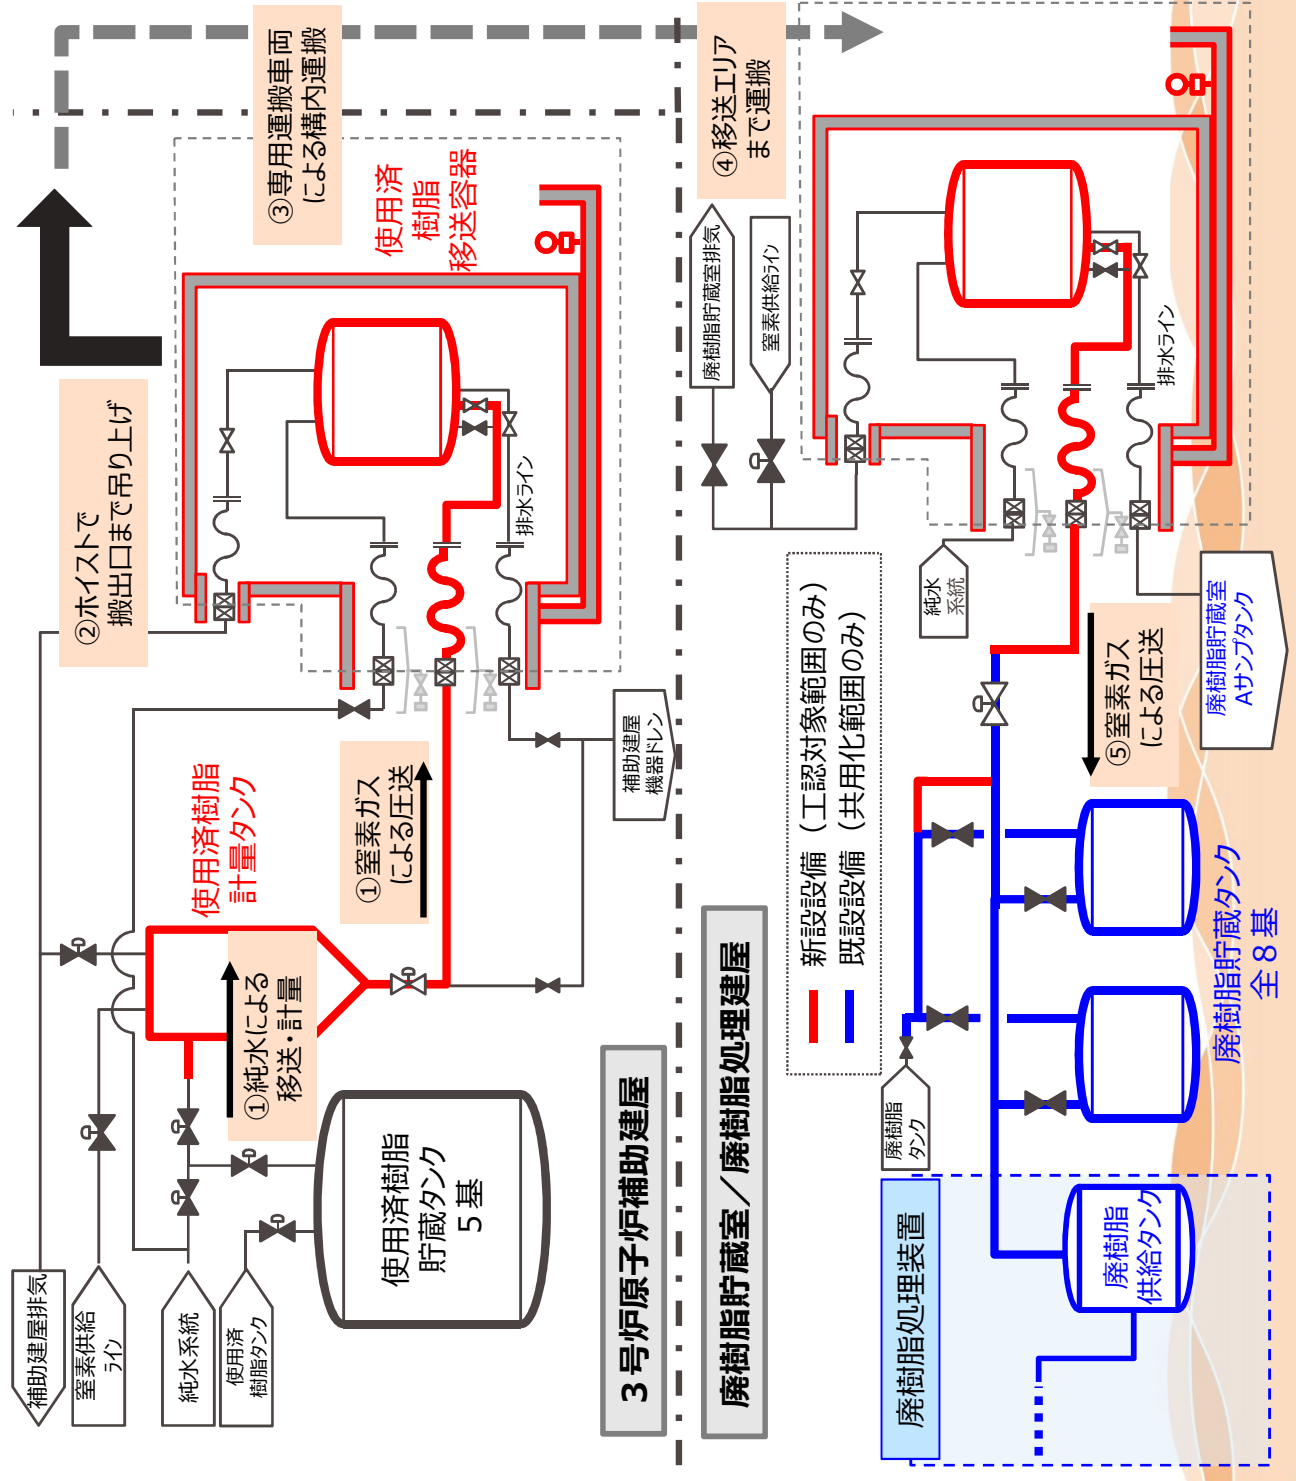 補助建屋排気
窒素供給
ライン
純水系統
使用済
樹脂タンク
使用済樹脂
貯蔵タンク
5基
①純水による
移送・計量
使用済樹脂
計量タンク
①窒素ガス
による圧送
②ホイストで
搬出口まで吊り上げ
③専用運搬車両
による構内運搬
使用済
樹脂
移送容器
排水ライン
補助建屋
機器ドレン
3号炉原子炉補助建屋
廃樹脂貯蔵室／廃樹脂処理建屋
④移送エリア
まで運搬
廃樹脂貯蔵室排気
窒素供給ライン
新設設備（工認対象範囲のみ）
既設設備（共用化範囲のみ）
純水
系統
排水ライン
⑤窒素ガス
による圧送
廃樹脂貯蔵室
Aサンプタンク
廃樹脂
タンク
廃樹脂貯蔵タンク
全8基
廃樹脂処理装置
廃樹脂
供給タンク